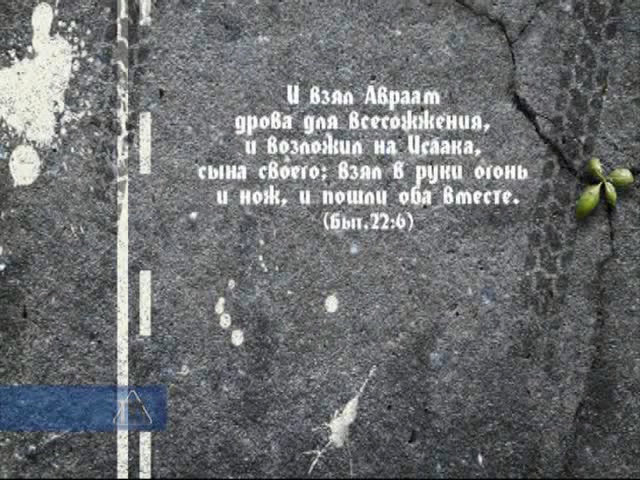 И взял Авраам
дрова для всесожжения,
и возложил на Исаака,
сына своего; взял в руки огонь
и нож, и пошли оба вместе.
(Быт.22:6)